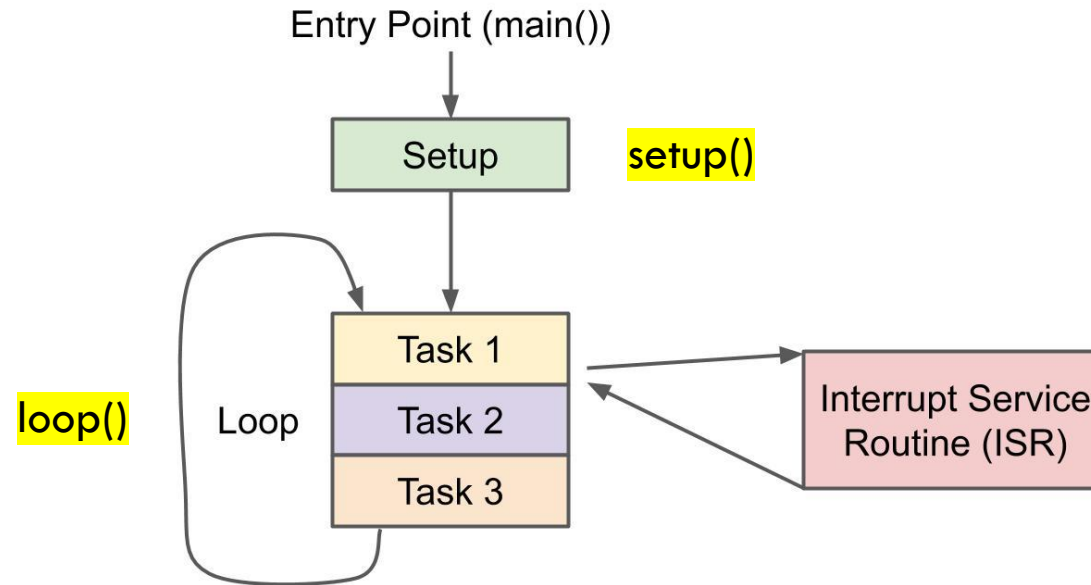 Entry Point (main())
Setup
setup()
Task 1
Task 2
Task 3
Loop
loop()
Interrupt Service
Routine (ISR)